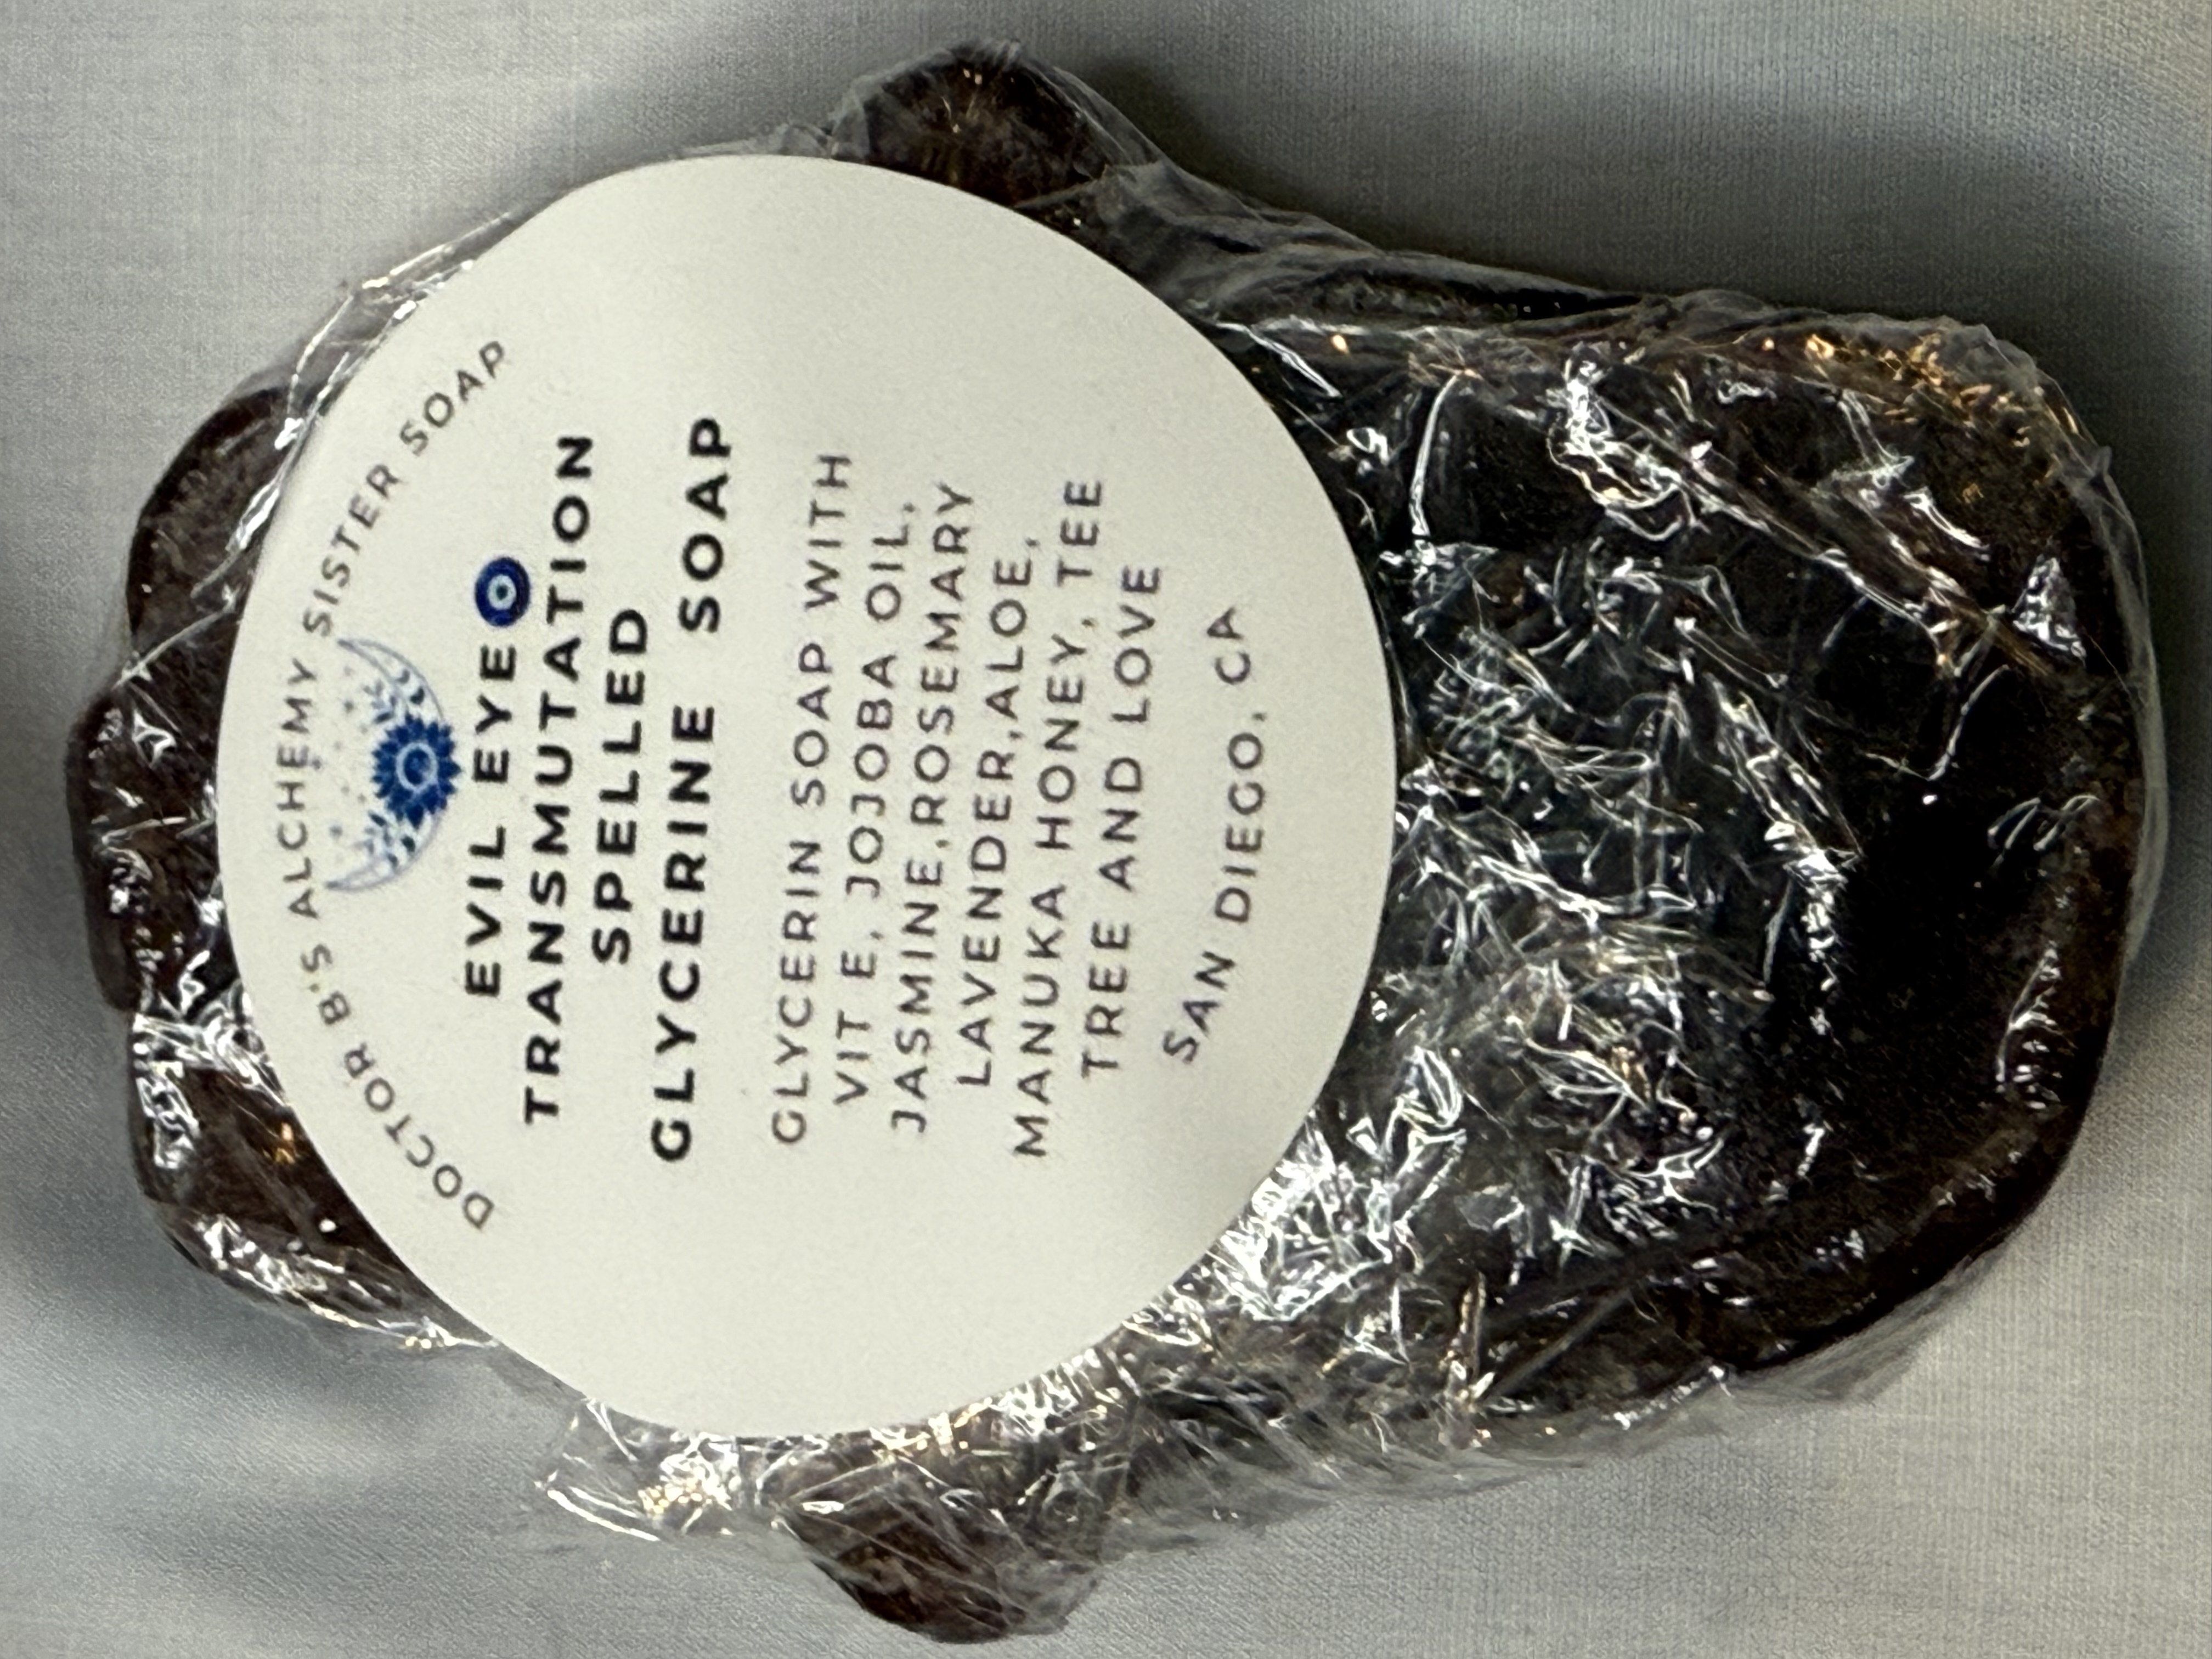 DOCTOR B'S ALCHEMY SISTER SOAP
EVIL EYE
TRANSMUTATION
SPELLED
GLYCERINE SOAP
GLYCERIN SOAP WITH
VIT E, JOJOBA OIL,
JASMINE,ROSEMARY
LAVENDER,ALOE,
MANUKA HONEY, TEE
TREE AND LOVE
SAN DIEGO, CA